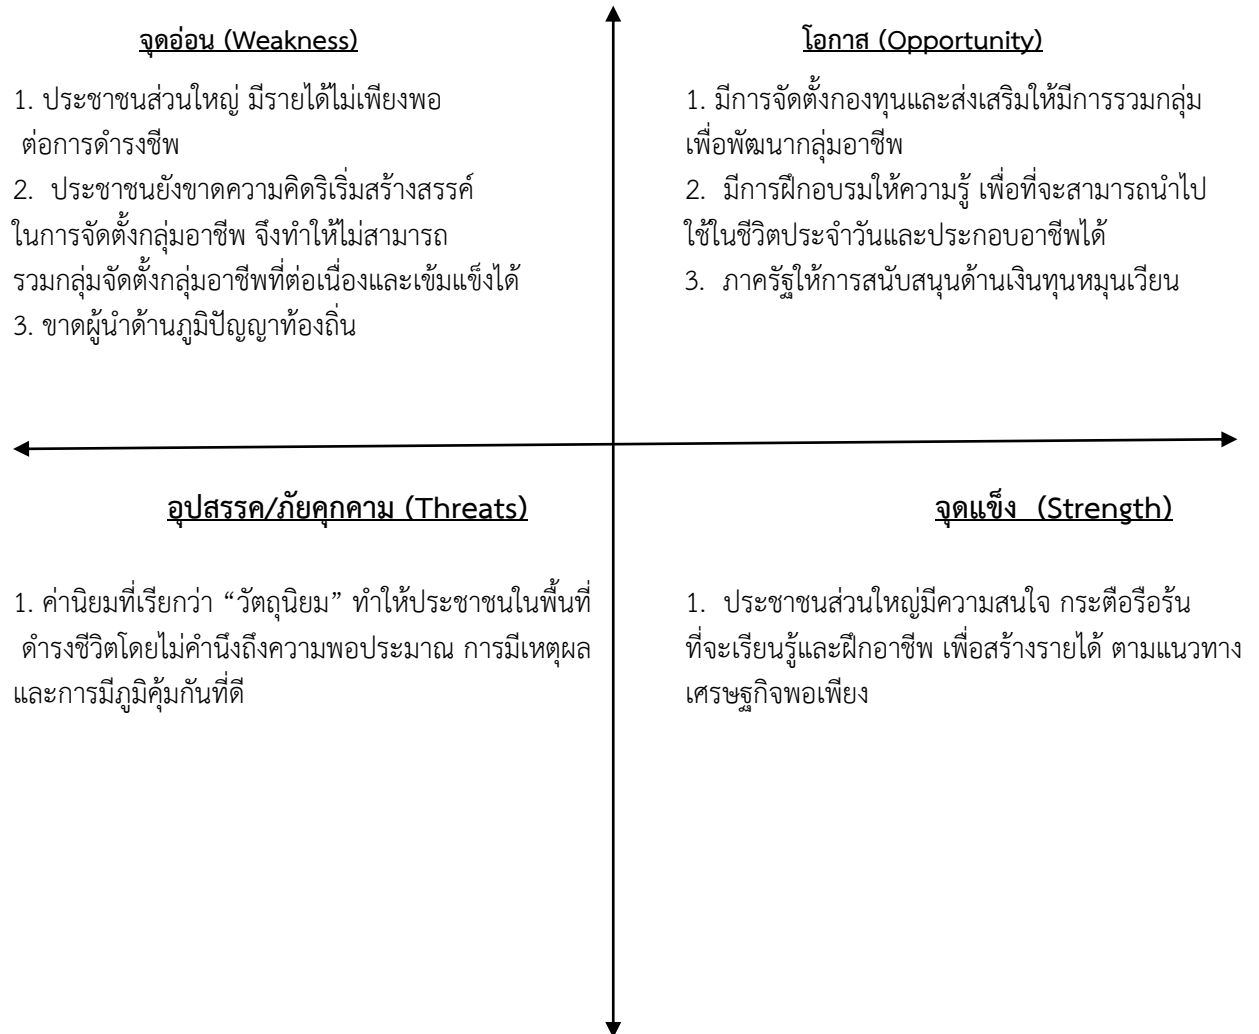 จุดอ่อน (Weakness)
1. ประชาชนส่วนใหญ่ มีรายได้ไม่เพียงพอ
ต่อการดำรงชีพ
2. ประชาชนยังขาดความคิดริเริ่มสร้างสรรค์
ในการจัดตั้งกลุ่มอาชีพ จึงทำให้ไม่สามารถ
รวมกลุ่มจัดตั้งกลุ่มอาชีพที่ต่อเนื่องและเข้มแข็งได้
3. ขาดผู้นำด้านภูมิปัญญาท้องถิ่น
โอกาส (Opportunity)
1. มีการจัดตั้งกองทุนและส่งเสริมให้มีการรวมกลุ่ม
เพื่อพัฒนากลุ่มอาชีพ
2. มีการฝึกอบรมให้ความรู้ เพื่อที่จะสามารถนำไป
ใช้ในชีวิตประจำวันและประกอบอาชีพได้
3. ภาครัฐให้การสนับสนุนด้านเงินทุนหมุนเวียน
อุปสรรค/ภัยคุกคาม (Threats)
1. ค่านิยมที่เรียกว่า “วัตถุนิยม” ทำให้ประชาชนในพื้นที่
ดำรงชีวิตโดยไม่คำนึงถึงความพอประมาณ การมีเหตุผล
และการมีภูมิคุ้มกันที่ดี
จุดแข็ง (Strength)
1. ประชาชนส่วนใหญ่มีความสนใจ กระตือรือร้น
ที่จะเรียนรู้และฝึกอาชีพ เพื่อสร้างรายได้ ตามแนวทาง
เศรษฐกิจพอเพียง